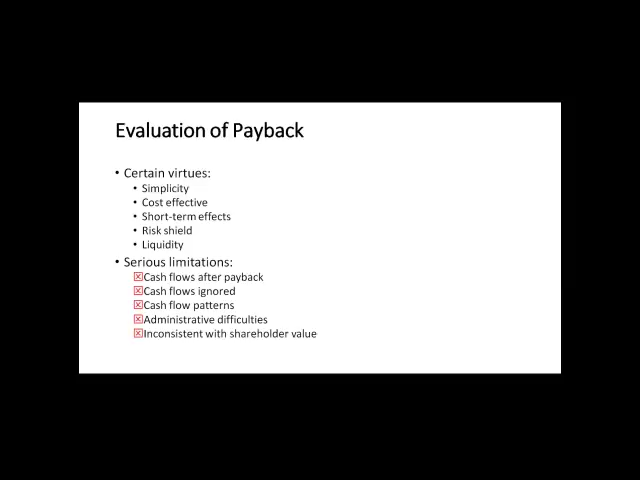 Evaluation of Payback
• Certain virtues:
• Simplicity
• Cost effective
• Short-term effects
• Risk shield
• Liquidity
• Serious limitations:
☒Cash flows after payback
☒Cash flows ignored
☒Cash flow patterns
☒Administrative difficulties
☒Inconsistent with shareholder value